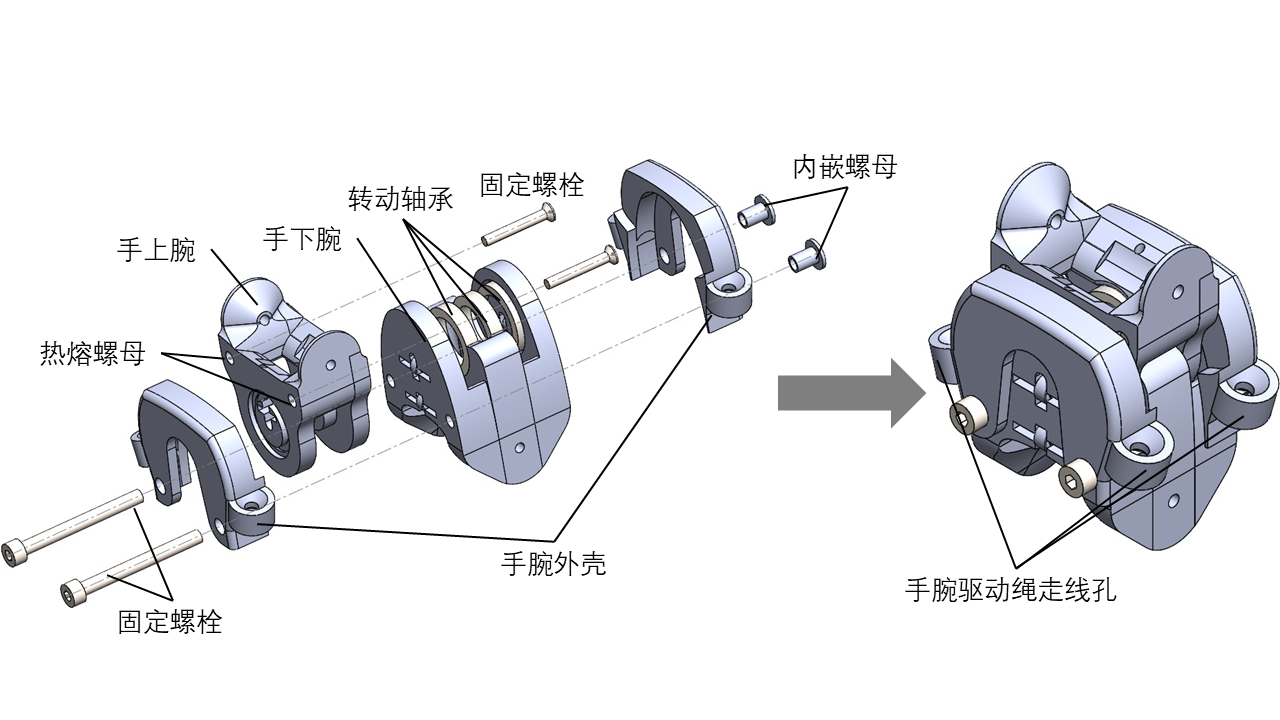 内嵌螺母
固定螺栓
转动轴承
手下腕
手上腕
热熔螺母
手腕外壳
手腕驱动绳走线孔
固定螺栓